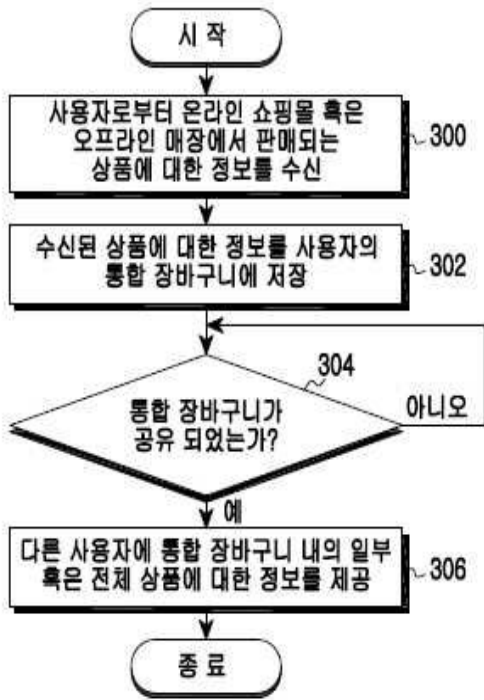 시 작
사용자로부터 온라인 쇼핑몰 혹은
오프라인 매장에서 판매되는
상품에 대한 정보를 수신
300
수신된 상품에 대한 정보를 사용자의
통합 장바구니에 저장
302
304
통합 장바구니가
공유 되었는가?
아니오
예
다른 사용자에 통합 장바구니 내의 일부
혹은 전체 상품에 대한 정보를 제공
306
종 료